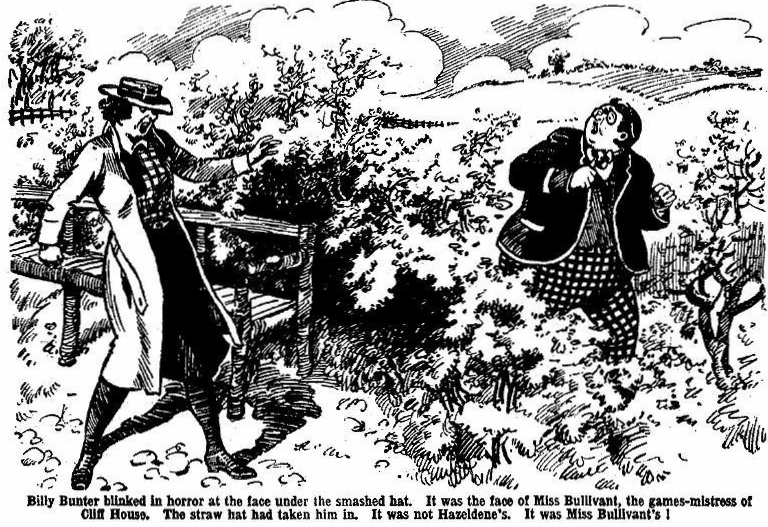 Billy Bunter blinked in horror at the face under the smashed hat. It was the face of Miss Bullivant, the games-mistress of
Cliff House. The straw hat had taken him in. It was not Hazeldene's. It was Miss Bullivant's !